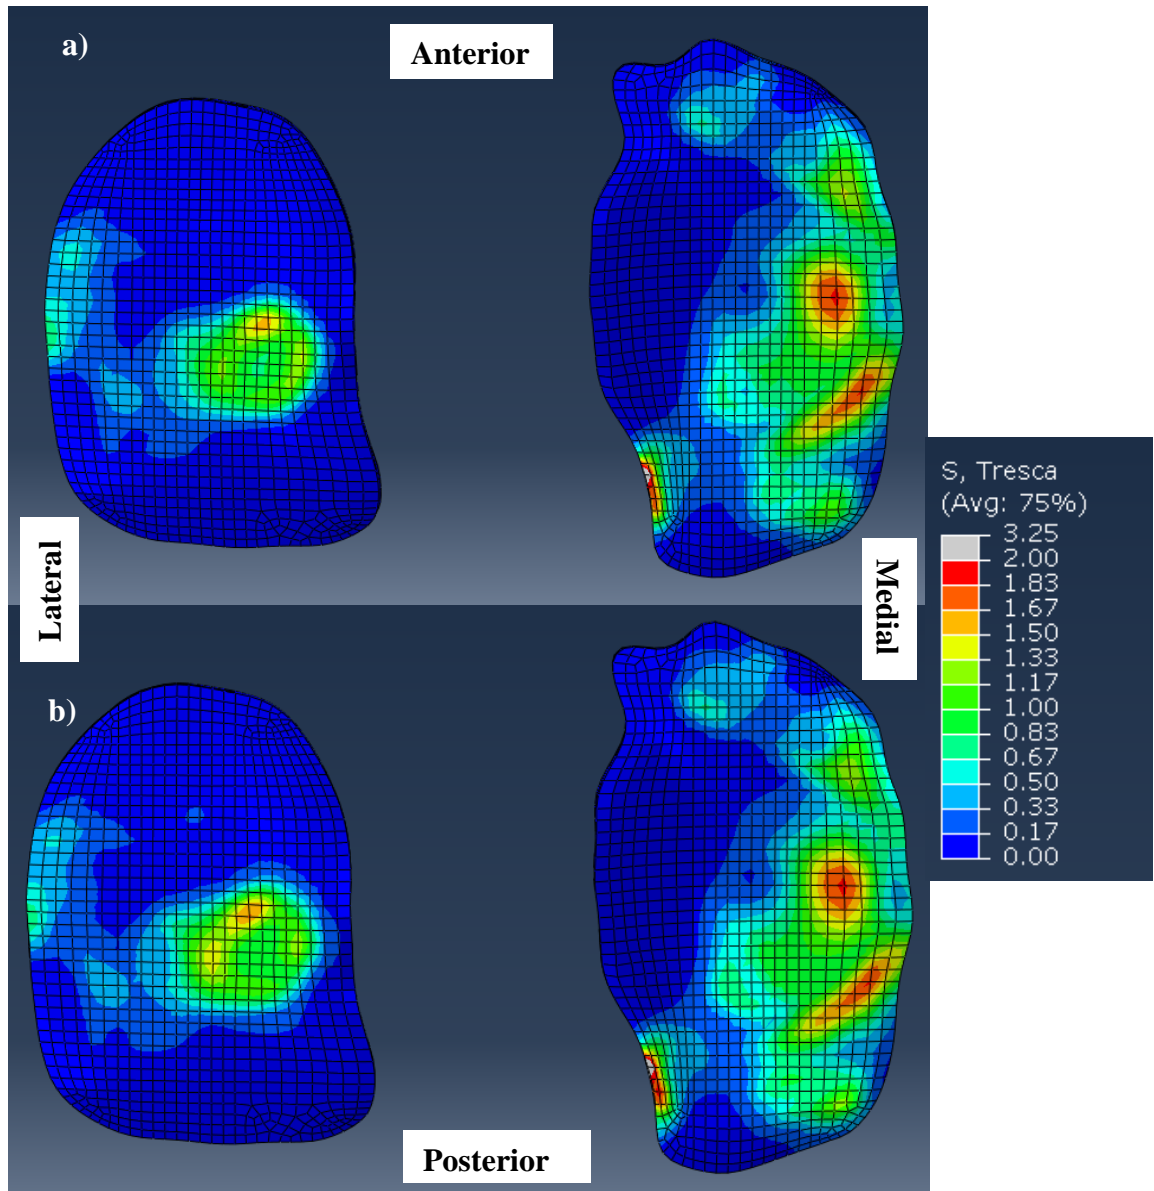 a)
Anterior
Lateral
Medial
S, Tresca
(Avg: 75%)
3.25
2.00
1.83
1.67
1.50
1.33
1.17
1.00
0.83
0.67
0.50
0.33
0.17
0.00
b)
Posterior